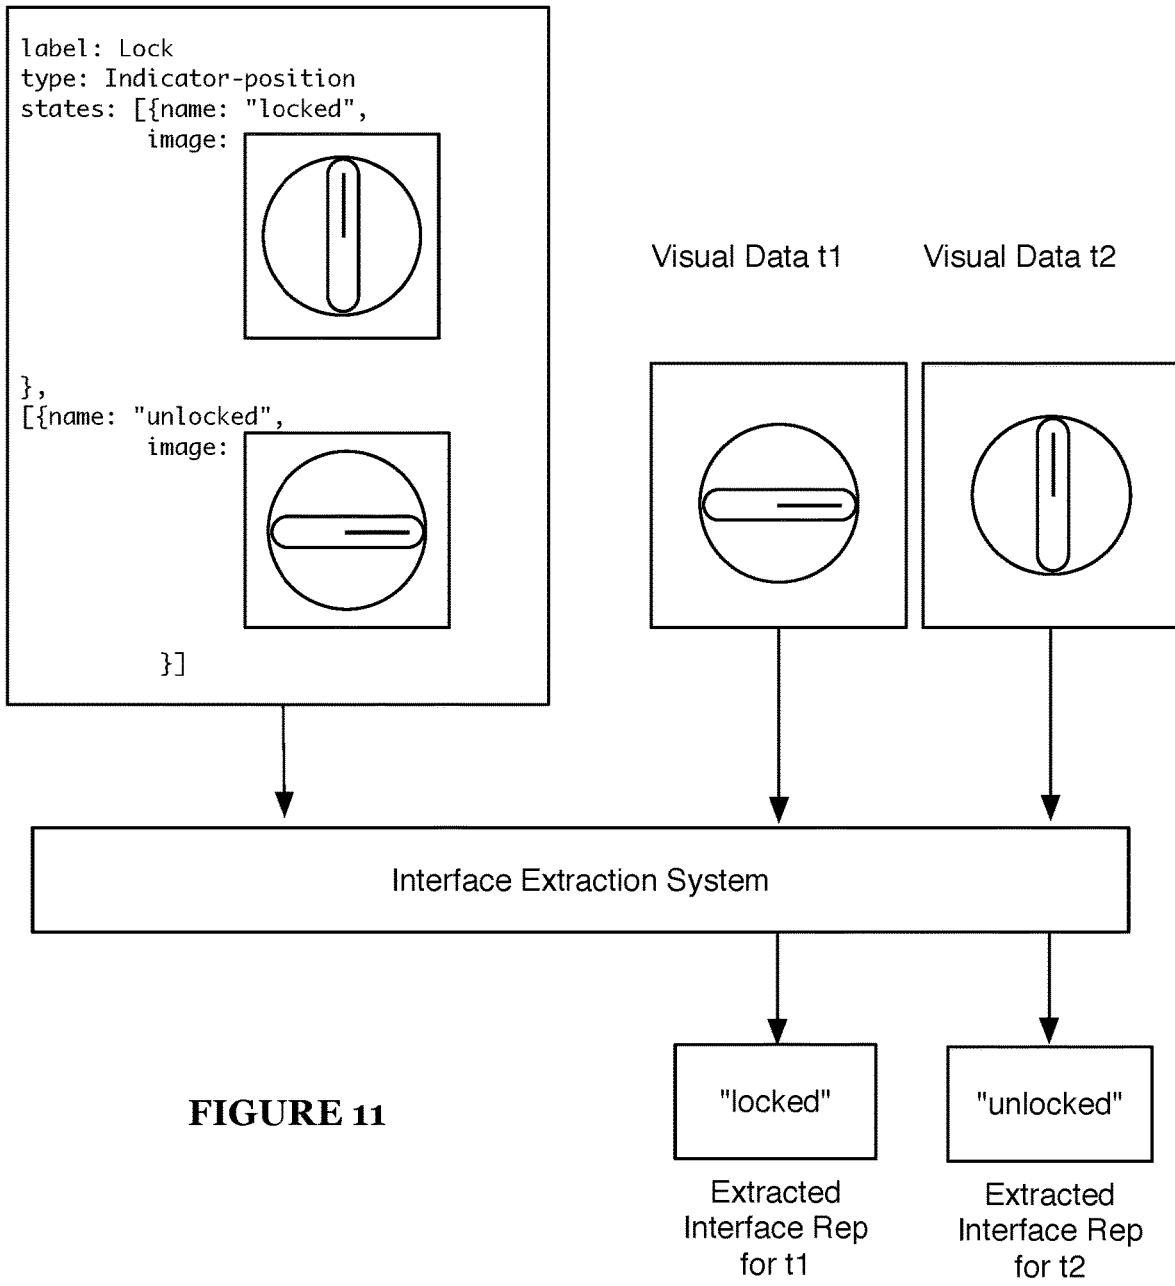 label: Lock
type: Indicator-position
states: [{name: "locked",
image:
},
[{name: "unlocked",
image:
}]
Visual Data t1
Visual Data t2
Interface Extraction System
"locked"
"unlocked"
Extracted
Interface Rep
for t1
Extracted
Interface Rep
for t2
FIGURE 11